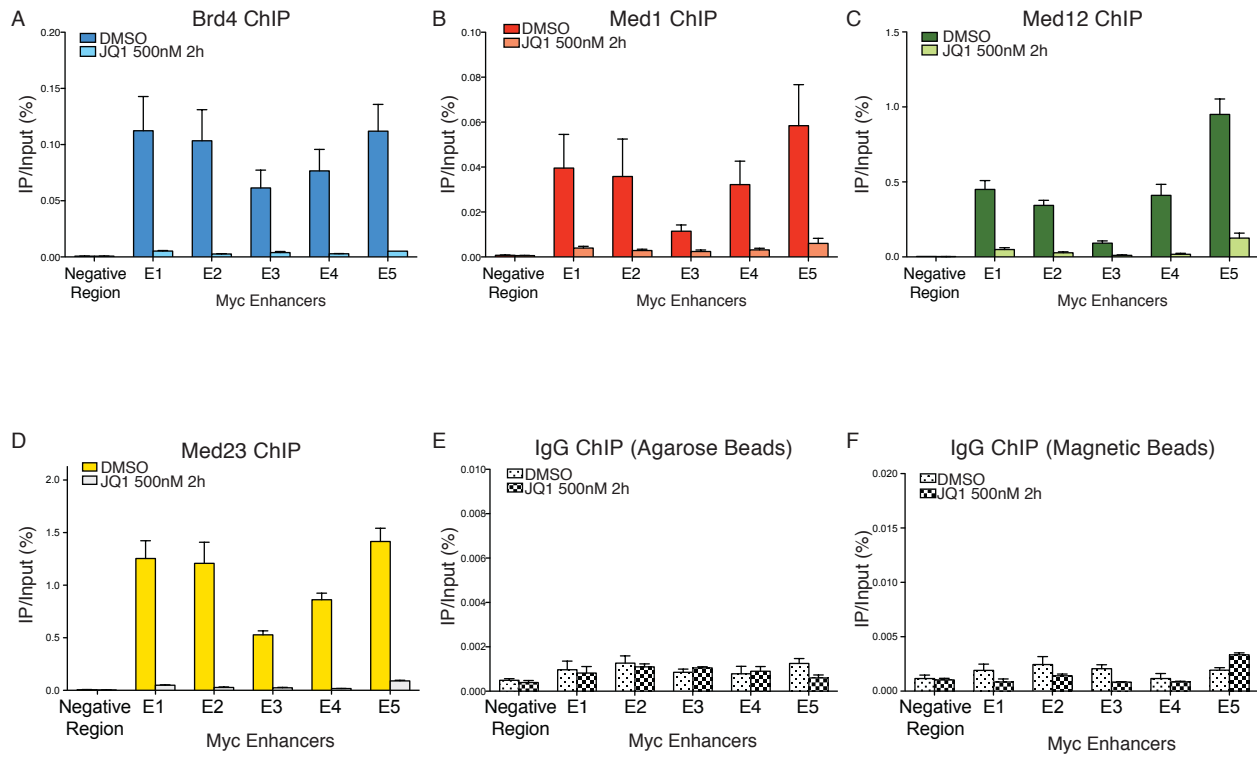 A
Brd4 ChIP
DMSO
JQ1 500nM 2h
IP/Input (%)
0.20
0.15
0.10
0.05
0.00
Negative Region
E1
E2
E3
E4
E5
Myc Enhancers
B
Med1 ChIP
DMSO
JQ1 500nM 2h
IP/Input (%)
0.10
0.08
0.06
0.04
0.02
0.00
Negative Region
E1
E2
E3
E4
E5
Myc Enhancers
C
Med12 ChIP
DMSO
JQ1 500nM 2h
IP/Input (%)
1.5
1.0
0.5
0.0
Negative Region
E1
E2
E3
E4
E5
Myc Enhancers
D
Med23 ChIP
DMSO
JQ1 500nM 2h
IP/Input (%)
2.0
1.5
1.0
0.5
0.0
Negative Region
E1
E2
E3
E4
E5
Myc Enhancers
E
IgG ChIP (Agarose Beads)
DMSO
JQ1 500nM 2h
IP/Input (%)
0.010
0.008
0.006
0.004
0.002
0.000
Negative Region
E1
E2
E3
E4
E5
Myc Enhancers
F
IgG ChIP (Magnetic Beads)
DMSO
JQ1 500nM 2h
IP/Input (%)
0.020
0.015
0.010
0.005
0.000
Negative Region
E1
E2
E3
E4
E5
Myc Enhancers